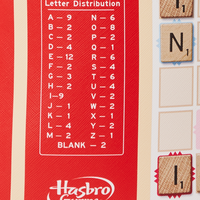 Letter Distribution
A – 9 N – 6
B – 2 O – 8
C – 2 P – 2
D – 4 Q – 1
E – 12 R – 6
F – 2 S – 4
G – 3 T – 6
H – 2 U – 4
I – 9 V – 2
J – 1 W – 2
K – 1 X – 1
L – 4 Y – 2
M – 2 Z – 1
BLANK – 2
Hasbro
N
I